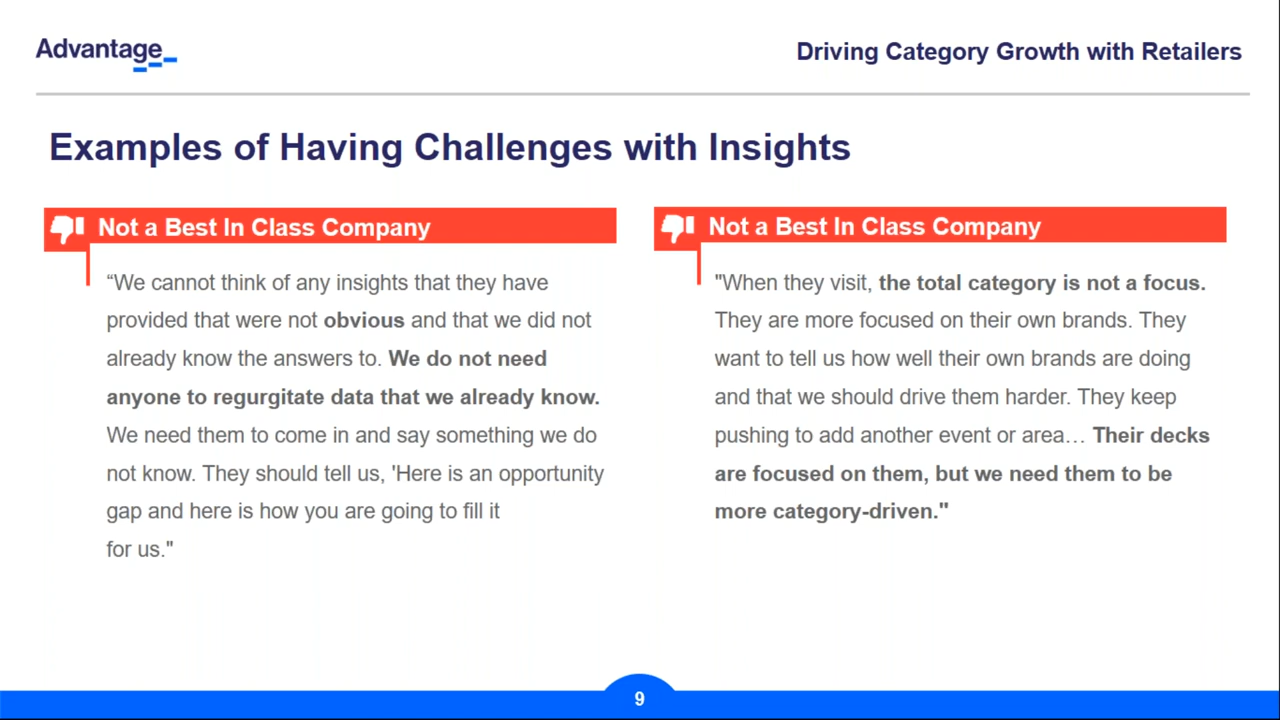 Advantage
Driving Category Growth with Retailers
Examples of Having Challenges with Insights
Not a Best In Class Company
“We cannot think of any insights that they have
provided that were not obvious and that we did not
already know the answers to. We do not need
anyone to regurgitate data that we already know.
We need them to come in and say something we do
not know. They should tell us, 'Here is an opportunity
gap and here is how you are going to fill it
for us."
Not a Best In Class Company
"When they visit, the total category is not a focus.
They are more focused on their own brands. They
want to tell us how well their own brands are doing
and that we should drive them harder. They keep
pushing to add another event or area… Their decks
are focused on them, but we need them to be
more category-driven."
9